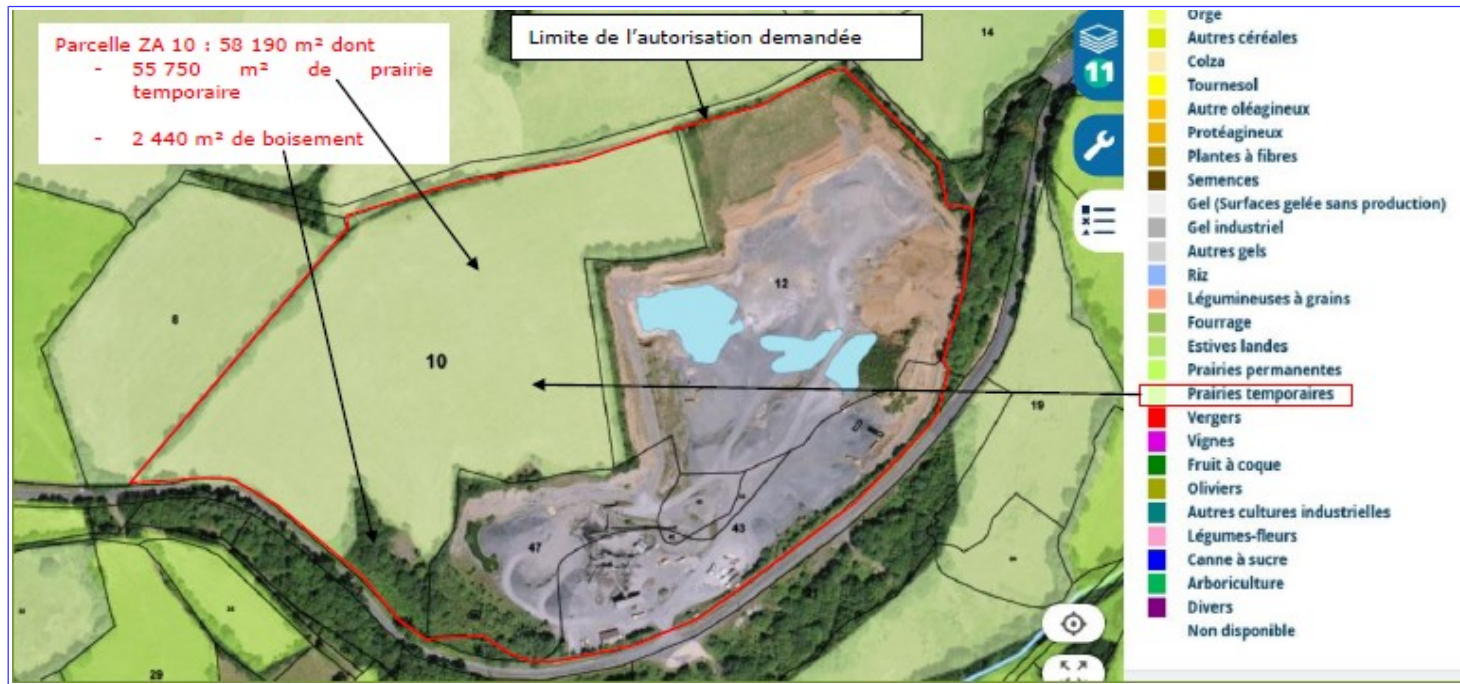 Parcelle ZA 10 : 58 190 m² dont
- 55 750 m² de prairie
temporaire
- 2 440 m² de boisement
Limite de l'autorisation demandée
14
11
8
10
12
19
47
43
29
Orge
Autres céréales
Colza
Tournesol
Autre oléagineux
Protéagineux
Plantes à fibres
Semences
Gel (Surfaces gelée sans production)
Gel industriel
Autres gels
Riz
Légumineuses à grains
Fourrage
Estives landes
Prairies permanentes
Prairies temporaires
Vergers
Vignes
Fruit à coque
Oliviers
Autres cultures industrielles
Légumes-fleurs
Canne à sucre
Arboriculture
Divers
Non disponible